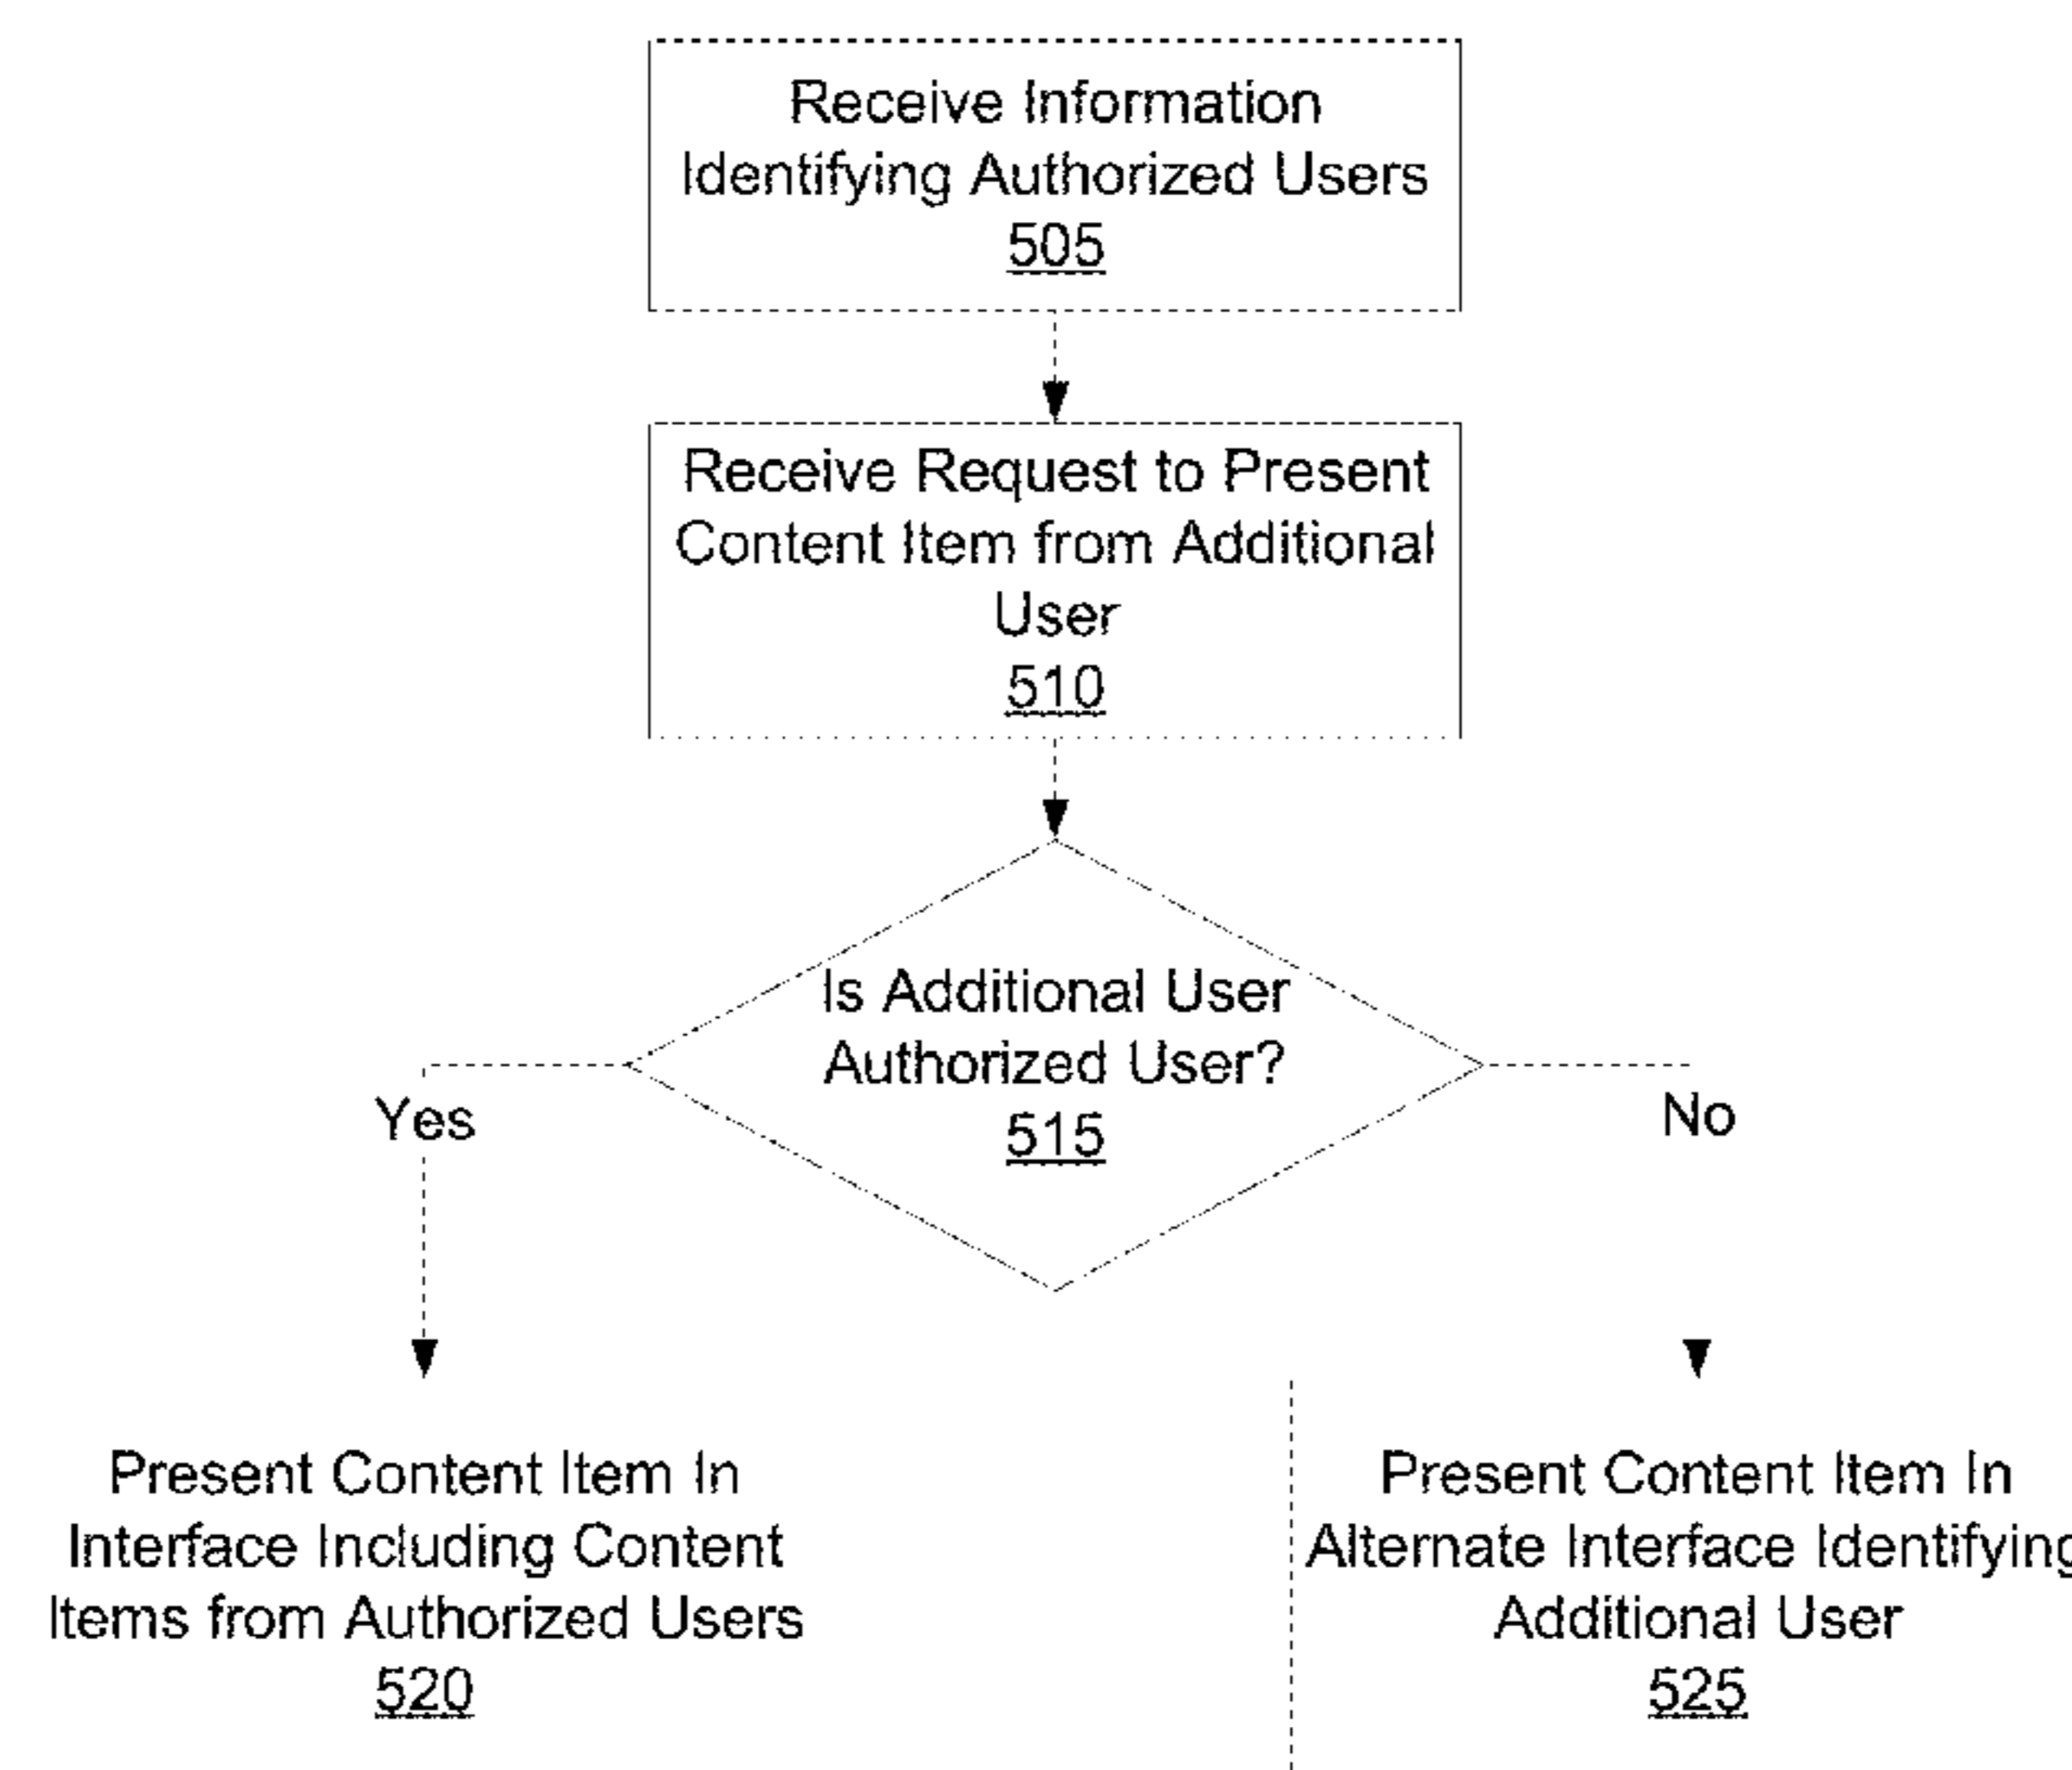 Receive Information
Identifying Authorized Users
505
Receive Request to Present
Content Item from Additional
User
510
Is Additional User
Authorized User?
515
Yes
No
Present Content Item In
Interface Including Content
Items from Authorized Users
520
Present Content Item In
Alternate Interface Identifying
Additional User
525